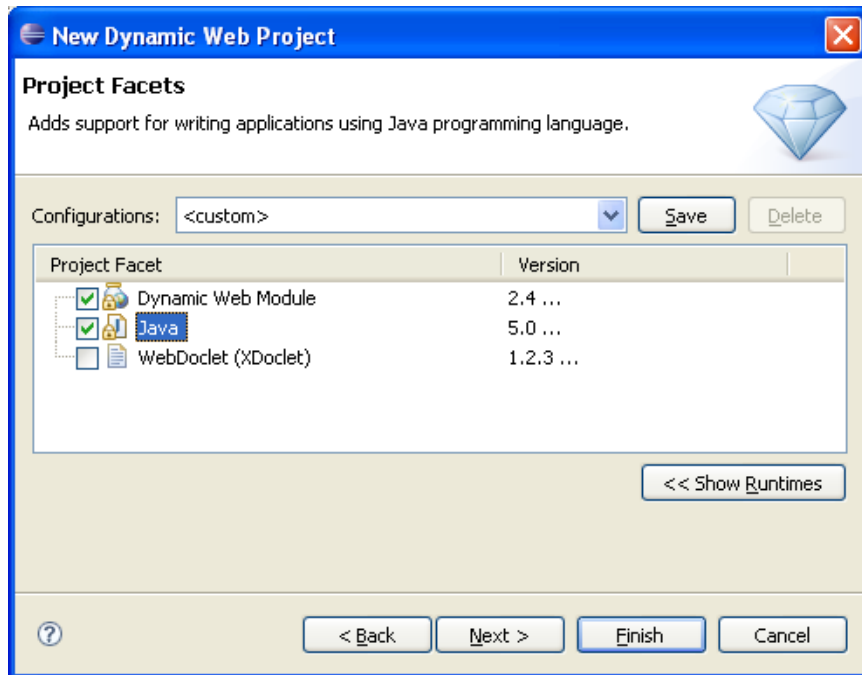 New Dynamic Web Project
Project Facets
Adds support for writing applications using Java programming language.
Configurations: <custom> Save Delete
Project Facet Version
Dynamic Web Module 2.4 ...
Java 5.0 ...
WebDoclet (XDoclet) 1.2.3 ...
<< Show Runtimes
? < Back Next > Finish Cancel